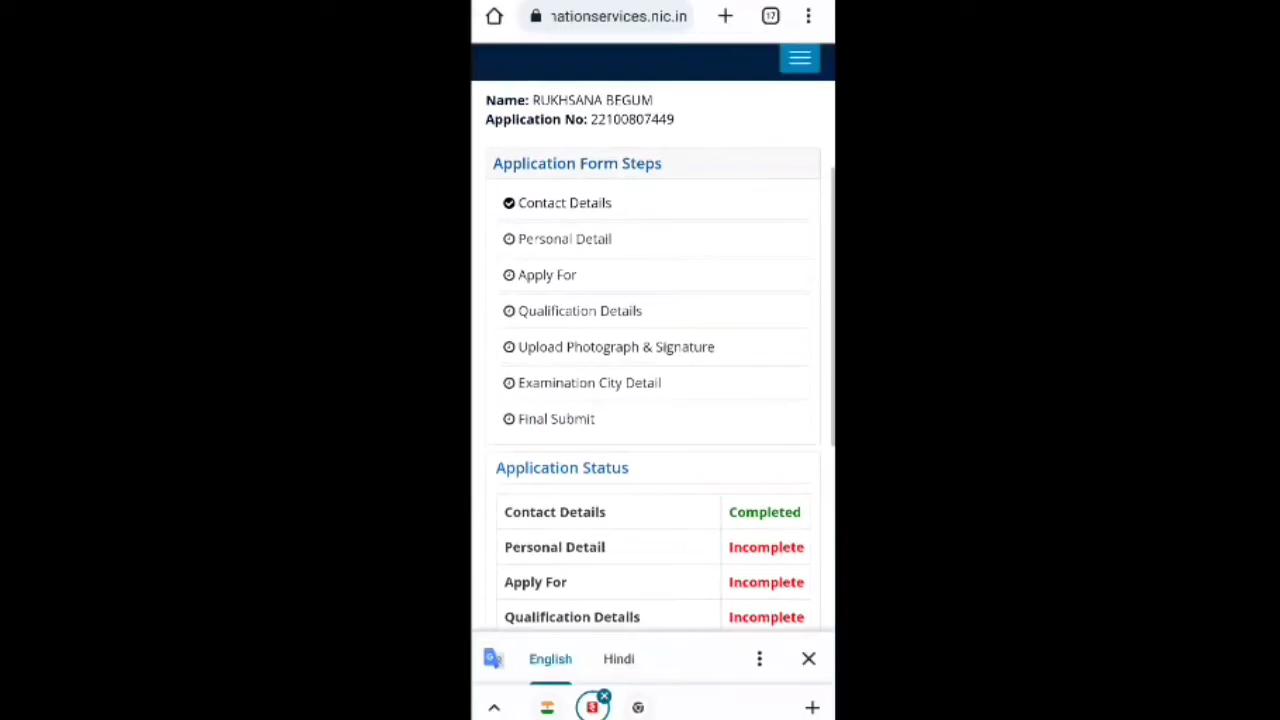 nationservices.nic.in
17
Name: RUKHSANA BEGUM
Application No: 22100807449
Application Form Steps
Contact Details
Personal Detail
Apply For
Qualification Details
Upload Photograph & Signature
Examination City Detail
Final Submit
Application Status
Contact Details Completed
Personal Detail Incomplete
Apply For Incomplete
Qualification Details Incomplete
English Hindi